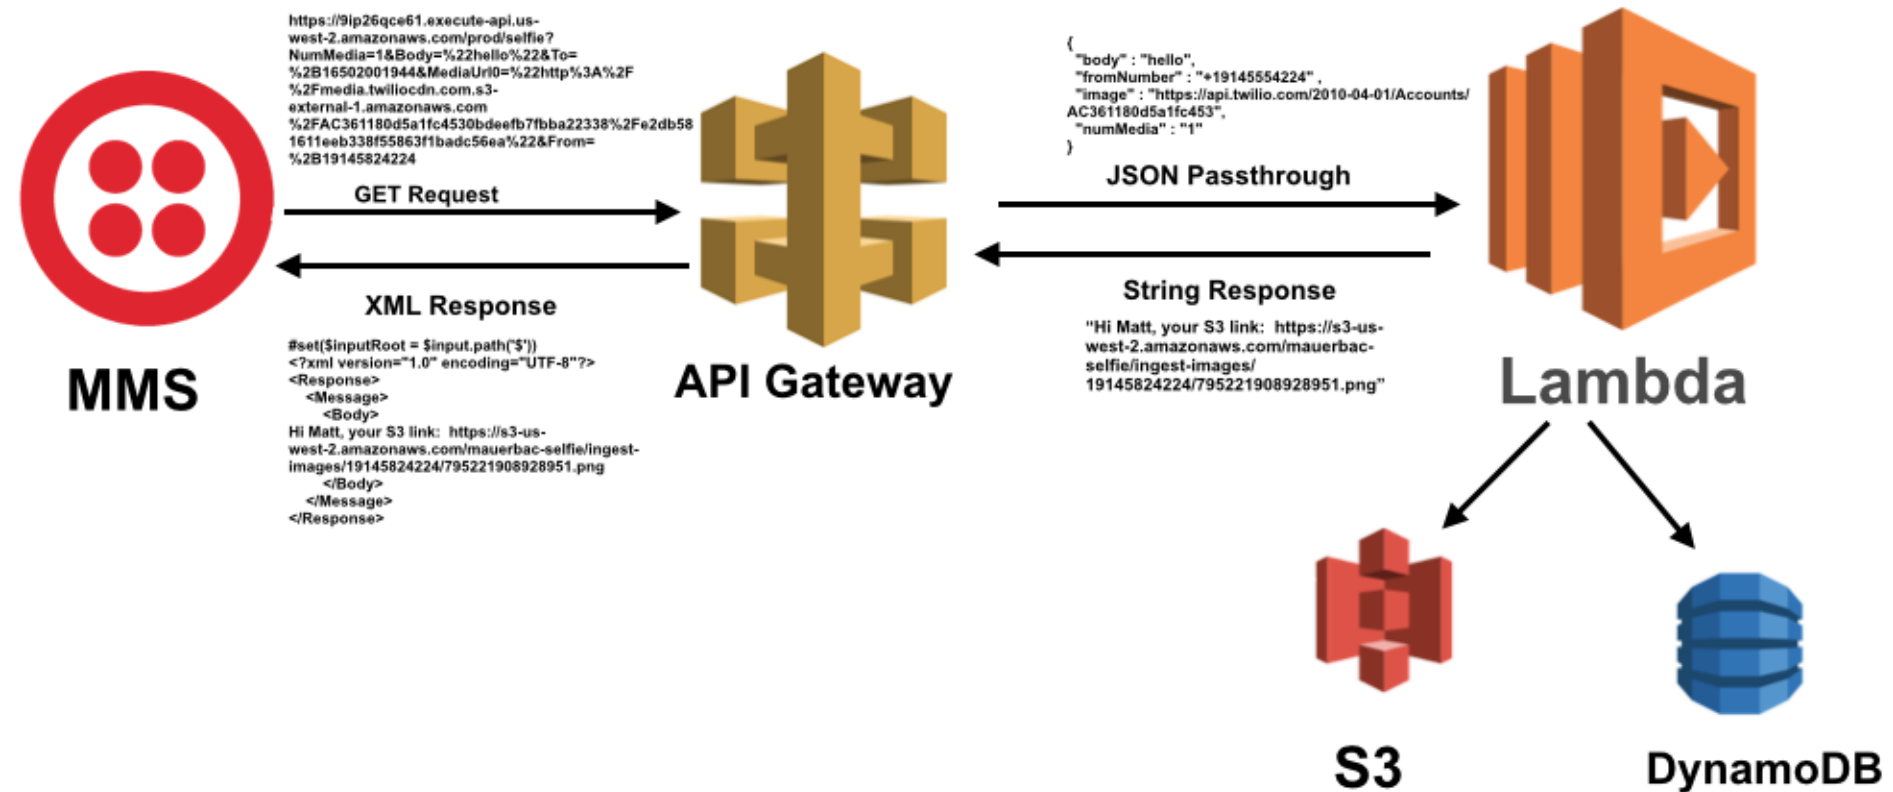 https://9ip26qce61.execute-api.us-
west-2.amazonaws.com/prod/selfie?
NumMedia=1&Body=%22hello%22&To=
%2B16502001944&MediaUrl0=%22http%3A%2F
%2Fmedia.twiliocdn.com.s3-
external-1.amazonaws.com
%2FAC361180d5a1fc4530bdeefb7fbba22338%2Fe2db58
1611eeb338f55863f1badc56ea%22&From=
%2B19145824224
GET Request
XML Response
#set($inputRoot = $input.path('$'))
<?xml version="1.0" encoding="UTF-8"?>
<Response>
<Message>
<Body>
Hi Matt, your S3 link: https://s3-us-
west-2.amazonaws.com/mauerbac-selfie/ingest-
images/19145824224/795221908928951.png
</Body>
</Message>
</Response>
MMS
API Gateway
{
"body" : "hello",
"fromNumber" : "+19145554224" ,
"image" : "https://api.twilio.com/2010-04-01/Accounts/
AC361180d5a1fc453",
"numMedia" : "1"
}
JSON Passthrough
String Response
“Hi Matt, your S3 link: https://s3-us-
west-2.amazonaws.com/mauerbac-
selfie/ingest-images/
19145824224/795221908928951.png”
Lambda
S3
DynamoDB